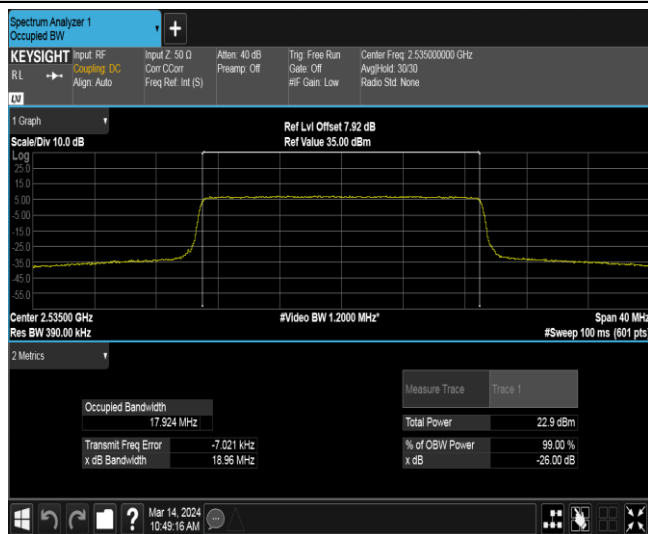 Spectrum Analyzer 1
Occupied BW
+
KEYSIGHT
RL
LXI
Input: RF
Coupling: DC
Align: Auto
Input Z: 50 Ω
Corr CCorr
Freq Ref: Int (S)
Atten: 40 dB
Preamp: Off
Trig: Free Run
Gate: Off
#IF Gain: Low
Center Freq: 2.535000000 GHz
Avg|Hold: 30/30
Radio Std: None
1 Graph
Scale/Div 10.0 dB
Ref Lvl Offset 7.92 dB
Ref Value 35.00 dBm
Log
25.0
15.0
5.00
-5.00
-15.0
-25.0
-35.0
-45.0
-55.0
Center 2.53500 GHz
Res BW 390.00 kHz
#Video BW 1.2000 MHz*
Span 40 MHz
#Sweep 100 ms (601 pts)
2 Metrics
Measure Trace Trace 1
Occupied Bandwidth
17.924 MHz
Total Power 22.9 dBm
Transmit Freq Error -7.021 kHz
% of OBW Power 99.00 %
x dB Bandwidth 18.96 MHz
x dB -26.00 dB
?
Mar 14, 2024
10:49:16 AM